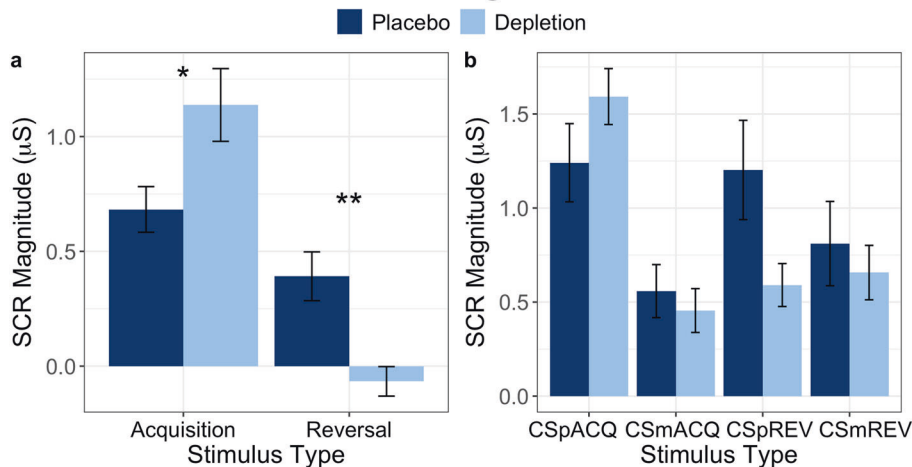 Placebo Depletion
a
*
**
1.0
0.5
0.0
SCR Magnitude (μS)
Acquisition Reversal
Stimulus Type
b
1.5
1.0
0.5
0.0
SCR Magnitude (μS)
CSpACQ CSmACQ CSpREV CSmREV
Stimulus Type